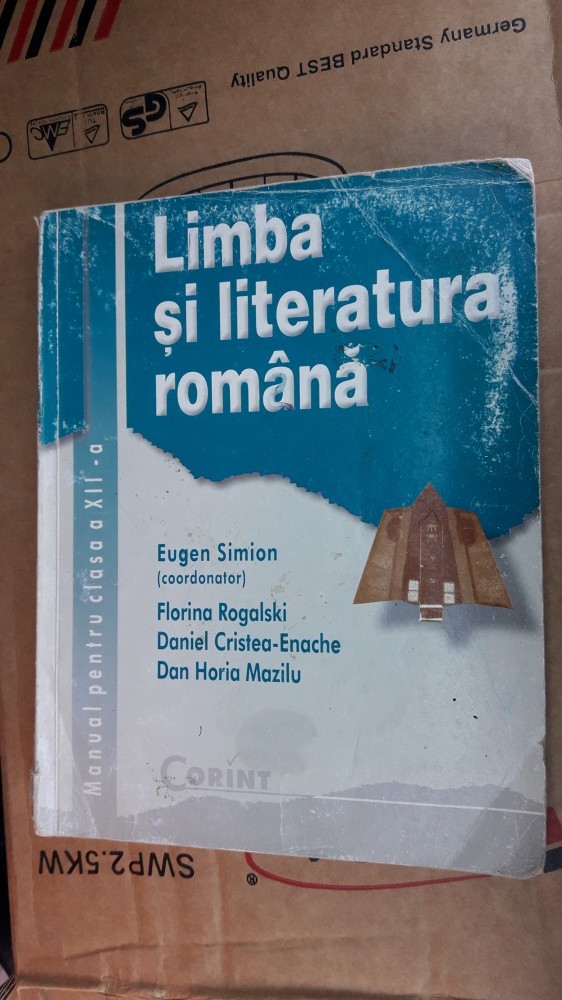 Germany Standard BEST Quality
EMC
GS
Limba
și literatura
română
Manual pentru clasa a XII-a
Eugen Simion
(coordonator)
Florina Rogalski
Daniel Cristea-Enache
Dan Horia Mazilu
CORINT
SWP2.5KW
®